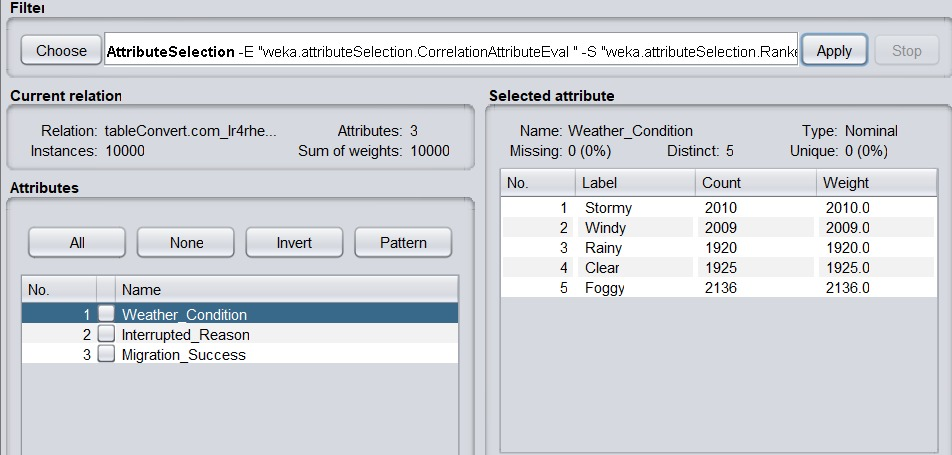 Filter
Choose AttributeSelection -E "weka.attributeSelection.CorrelationAttributeEval " -S "weka.attributeSelection.Ranke Apply Stop
Current relation
Relation: tableConvert.com_lr4rhe... Attributes: 3
Instances: 10000 Sum of weights: 10000
Attributes
All None Invert Pattern
No. Name
1 Weather_Condition
2 Interrupted_Reason
3 Migration_Success
Selected attribute
Name: Weather_Condition Type: Nominal
Missing: 0 (0%) Distinct: 5 Unique: 0 (0%)
No. Label Count Weight
1 Stormy 2010 2010.0
2 Windy 2009 2009.0
3 Rainy 1920 1920.0
4 Clear 1925 1925.0
5 Foggy 2136 2136.0